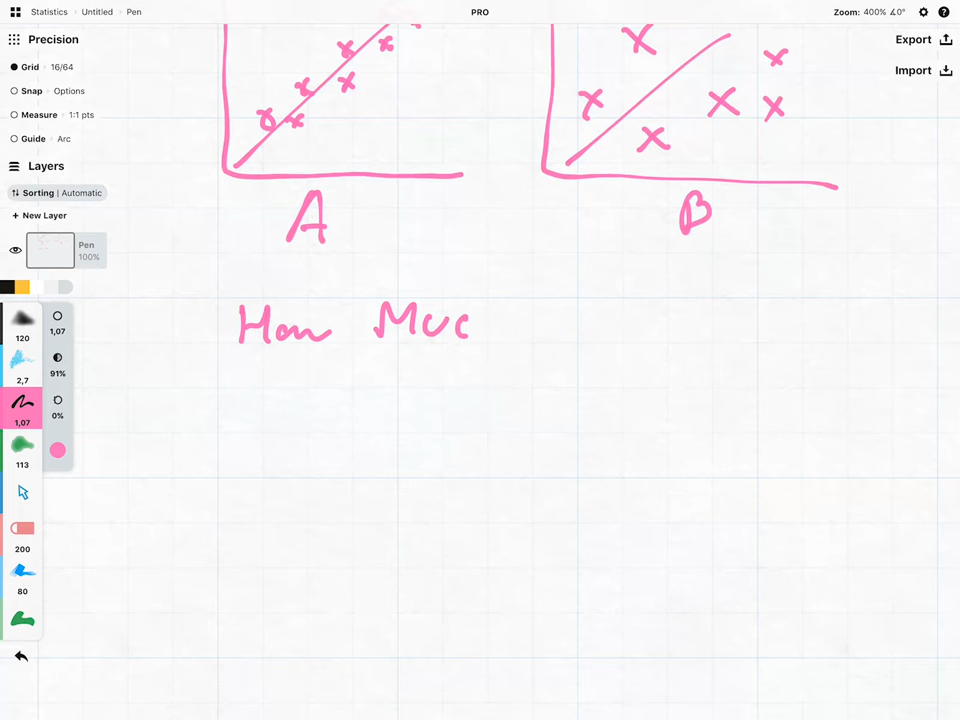 Statistics Untitled Pen PRO Zoom: 400% ∠0°
Precision
Grid 16/64
Snap Options
Measure 1:1 pts
Guide Arc
Layers
Sorting | Automatic
+ New Layer
Pen
100%
Export
Import
120
2,7
1,07
113
200
80
1,07
91%
0%
A
B
How Muc